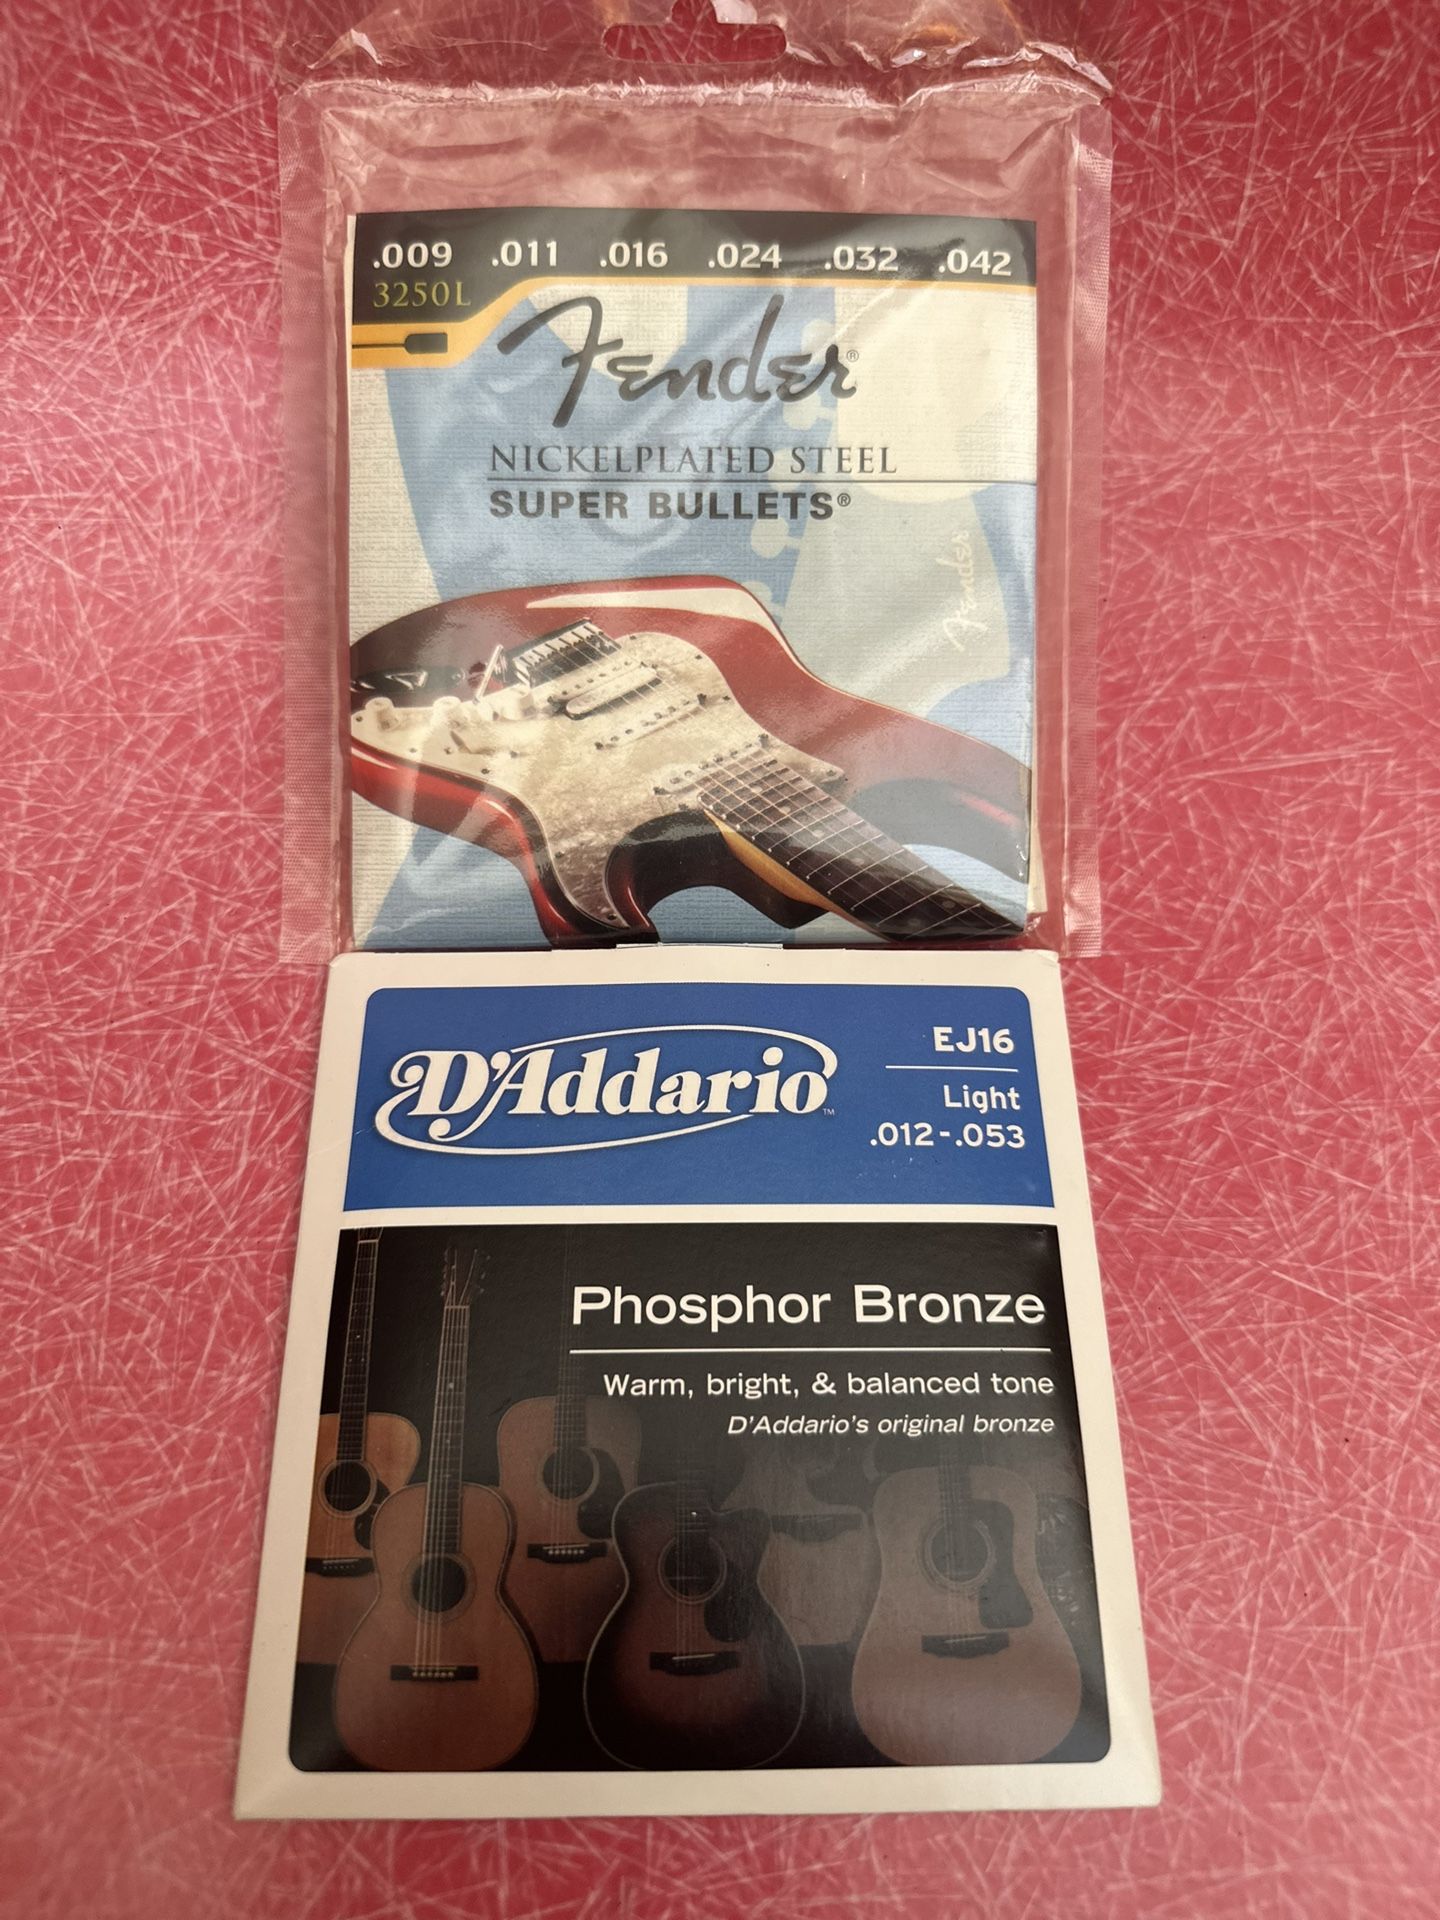 .009 .011 .016 .024 .032 .042
3250L
Fender®
NICKELPLATED STEEL
SUPER BULLETS®
Fender
D'Addario™
EJ16
Light
.012-.053
Phosphor Bronze
Warm, bright, & balanced tone
D'Addario's original bronze